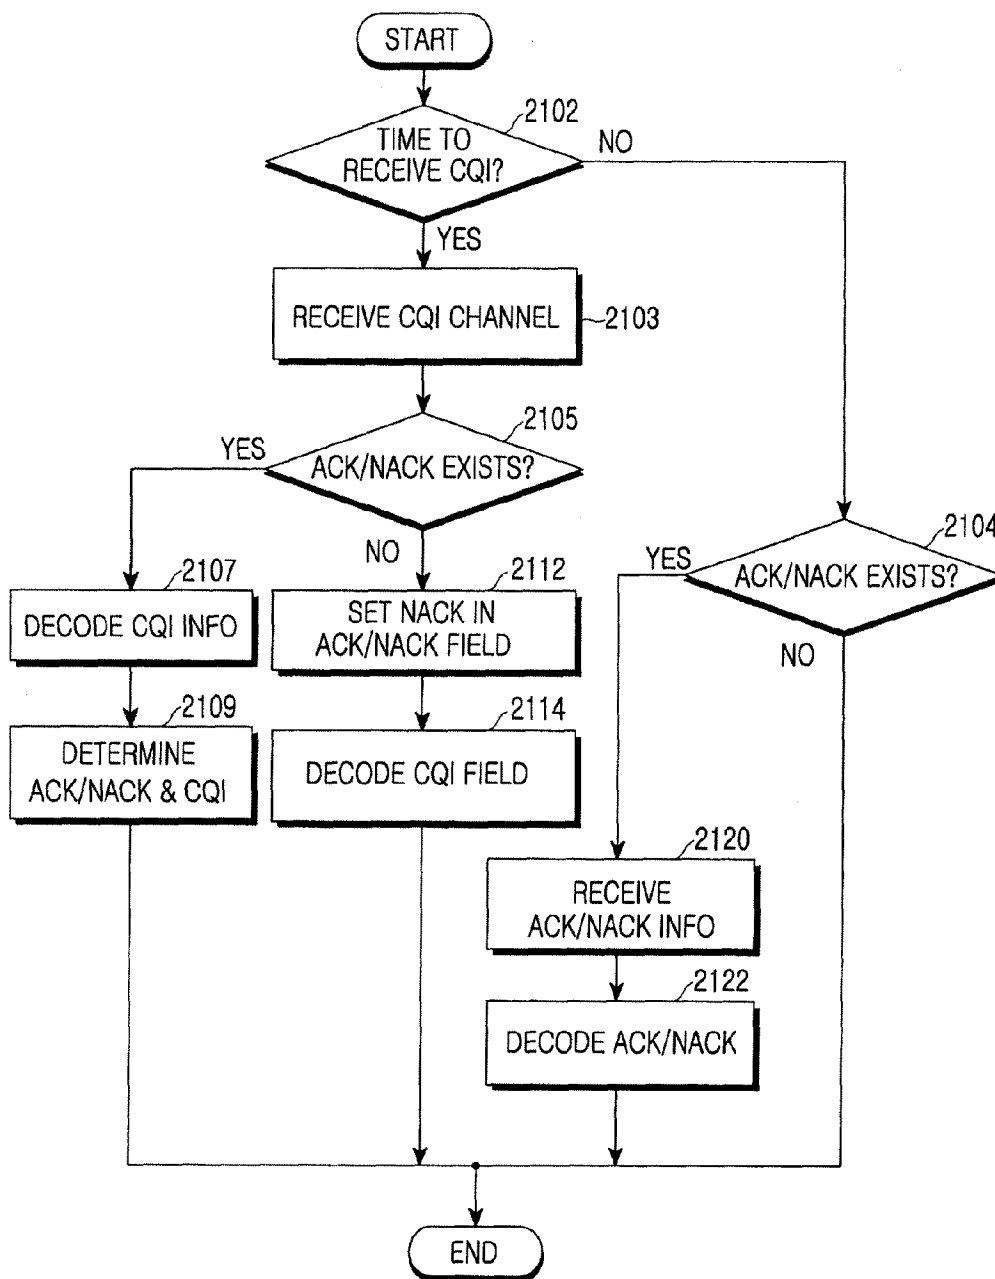 START
2102
TIME TO
RECEIVE CQI?
NO
YES
RECEIVE CQI CHANNEL
2103
2105
YES
ACK/NACK EXISTS?
NO
2104
YES
ACK/NACK EXISTS?
NO
2107
DECODE CQI INFO
2112
SET NACK IN
ACK/NACK FIELD
2109
DETERMINE
ACK/NACK & CQI
2114
DECODE CQI FIELD
2120
RECEIVE
ACK/NACK INFO
2122
DECODE ACK/NACK
END